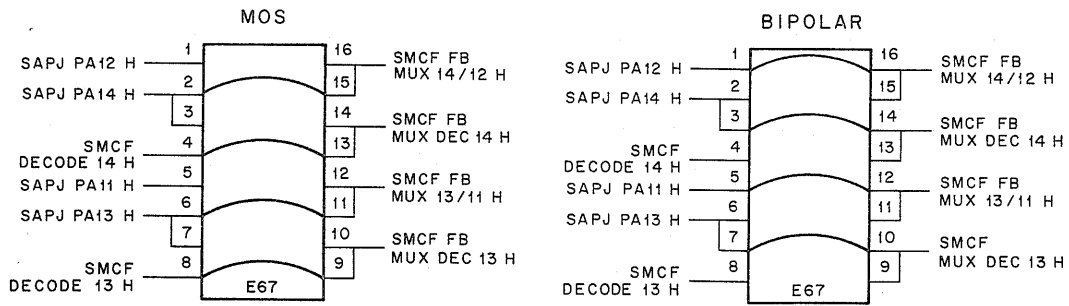 MOS
1
SAPJ PA12 H
2
SAPJ PA14 H
3
4
SMCF
DECODE 14 H
5
SAPJ PA11 H
6
SAPJ PA13 H
7
8
SMCF
DECODE 13 H
16
SMCF FB
MUX 14/12 H
15
14
SMCF FB
MUX DEC 14 H
13
12
SMCF FB
MUX 13/11 H
11
10
SMCF FB
MUX DEC 13 H
9
E67
BIPOLAR
1
SAPJ PA12 H
2
SAPJ PA14 H
3
4
SMCF
DECODE 14 H
5
SAPJ PA11 H
6
SAPJ PA13 H
7
8
SMCF
DECODE 13 H
16
SMCF FB
MUX 14/12 H
15
14
SMCF FB
MUX DEC 14 H
13
12
SMCF FB
MUX 13/11 H
11
10
SMCF
MUX DEC 13 H
9
E67